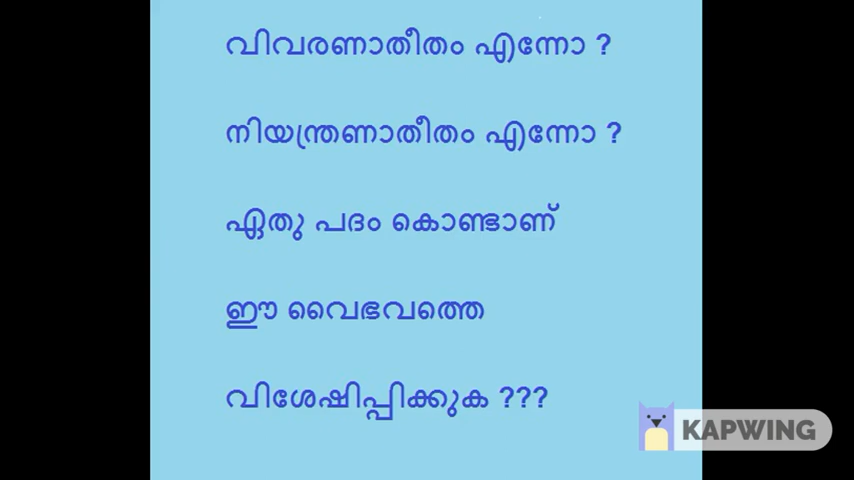 വിവരണാതീതം എന്നോ ?
നിയന്ത്രണാതീതം എന്നോ ?
ഏതു പദം കൊണ്ടാണ്
ഈ വൈഭവത്തെ
വിശേഷിപ്പിക്കുക ???
KAPWING